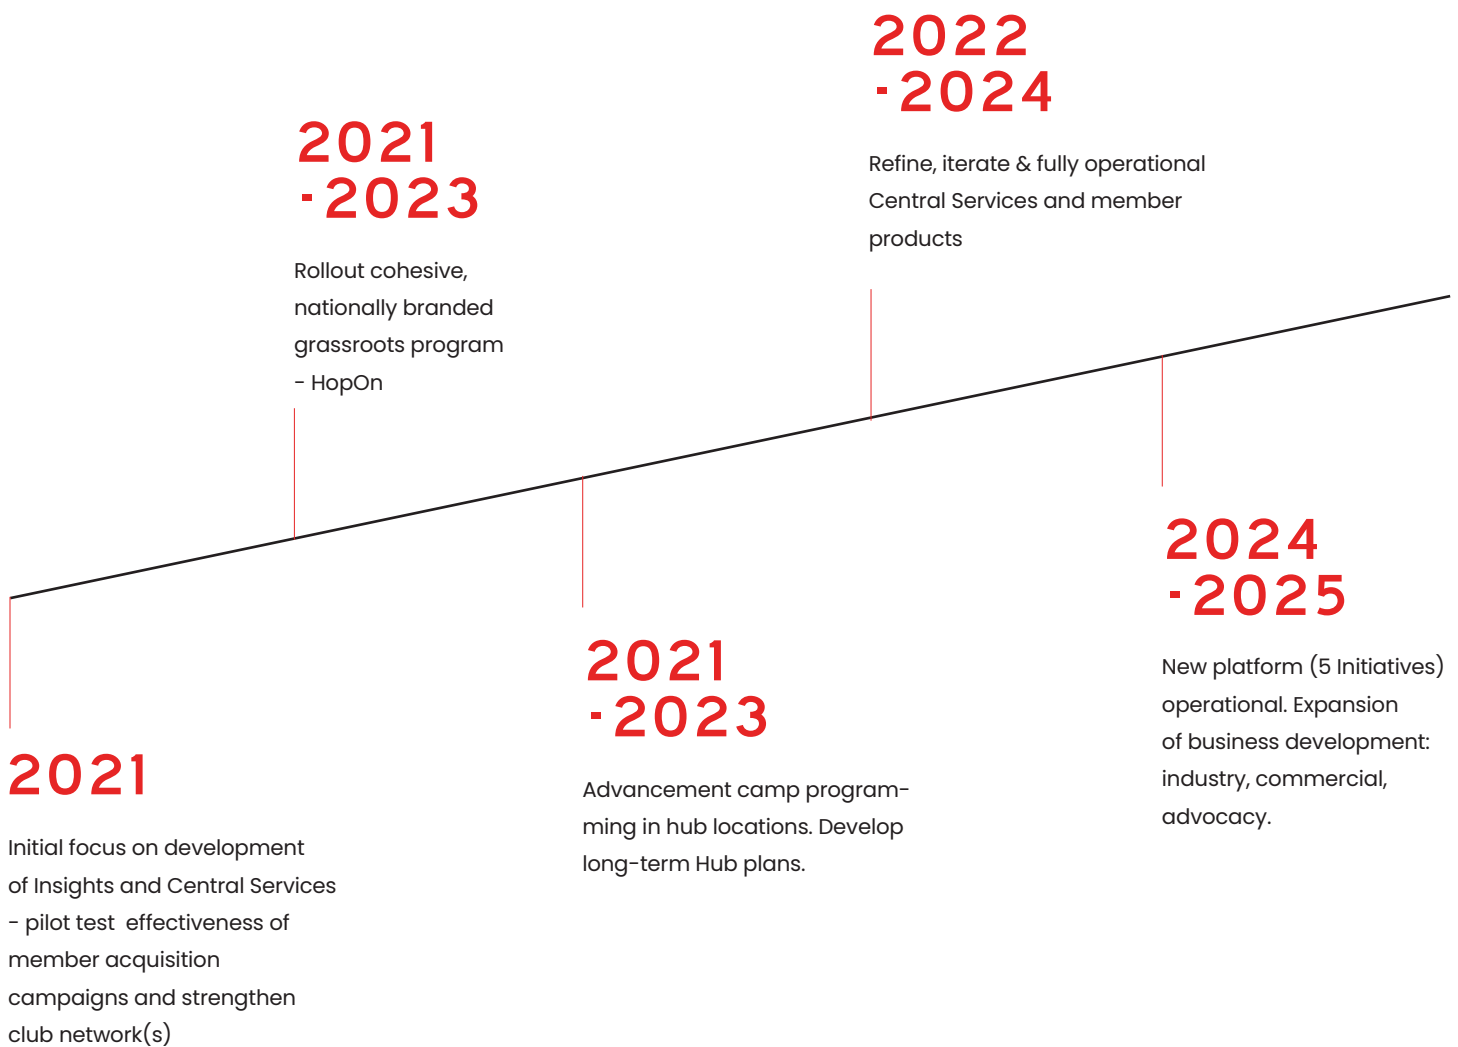 2021
Initial focus on development
of Insights and Central Services
- pilot test  effectiveness of
member acquisition
campaigns and strengthen
club network(s)
2021
-2023
Rollout cohesive,
nationally branded
grassroots program
- HopOn
2021
-2023
Advancement camp program-
ming in hub locations. Develop
long-term Hub plans.
2022
-2024
Refine, iterate & fully operational
Central Services and member
products
2024
-2025
New platform (5 Initiatives)
operational. Expansion
of business development:
industry, commercial,
advocacy.